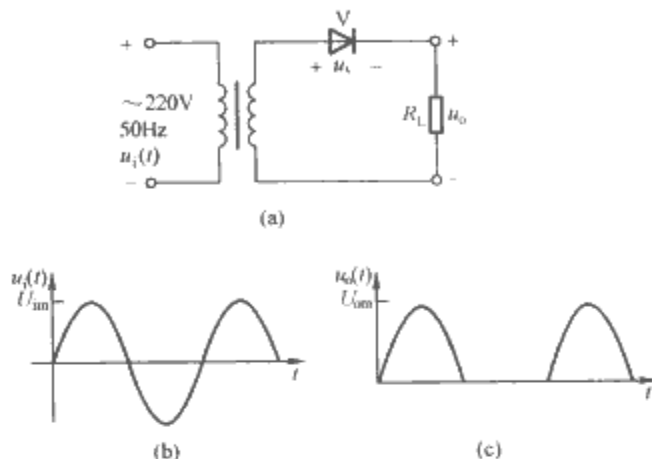 V
+ u_v −
+
+
~220V
50Hz
u_i(t)
−
R_L u_o
−
(a)
u_i(t)
U_im
t
(b)
u_o(t)
U_om
t
(c)